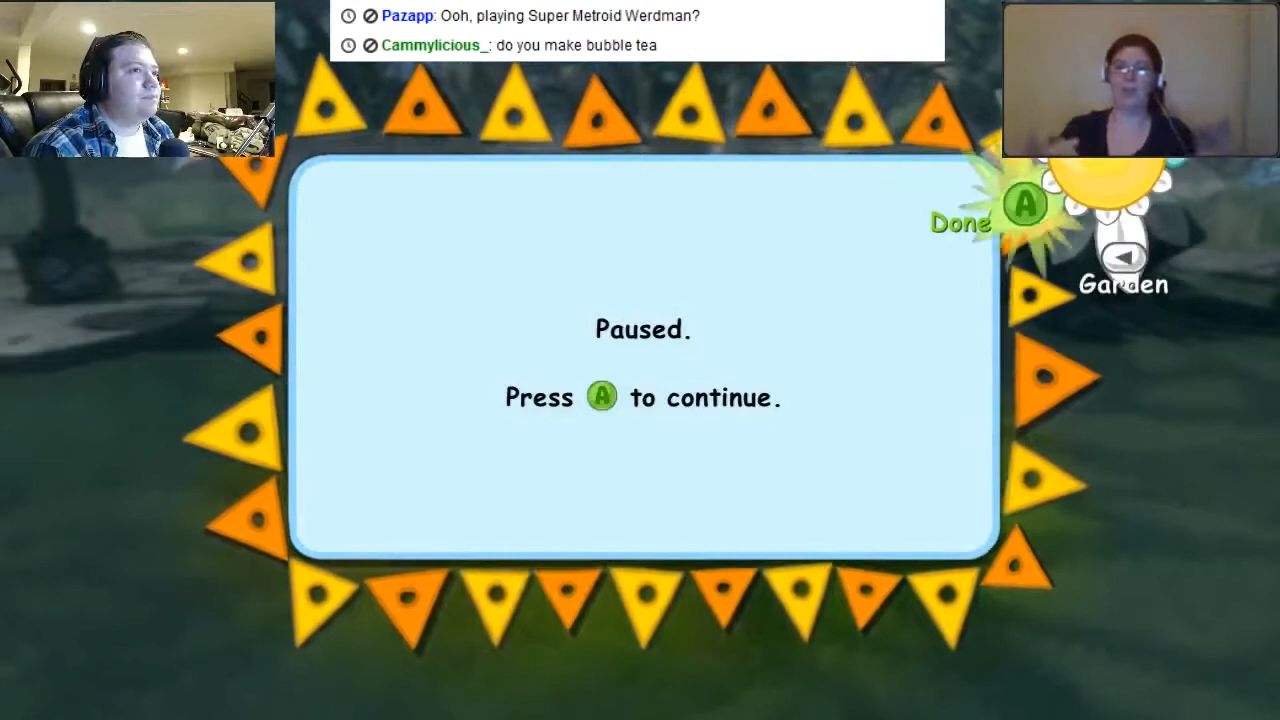 Pazapp: Ooh, playing Super Metroid Werdman?
Cammylicious_: do you make bubble tea
A
Done
Garden
Paused.
Press A to continue.